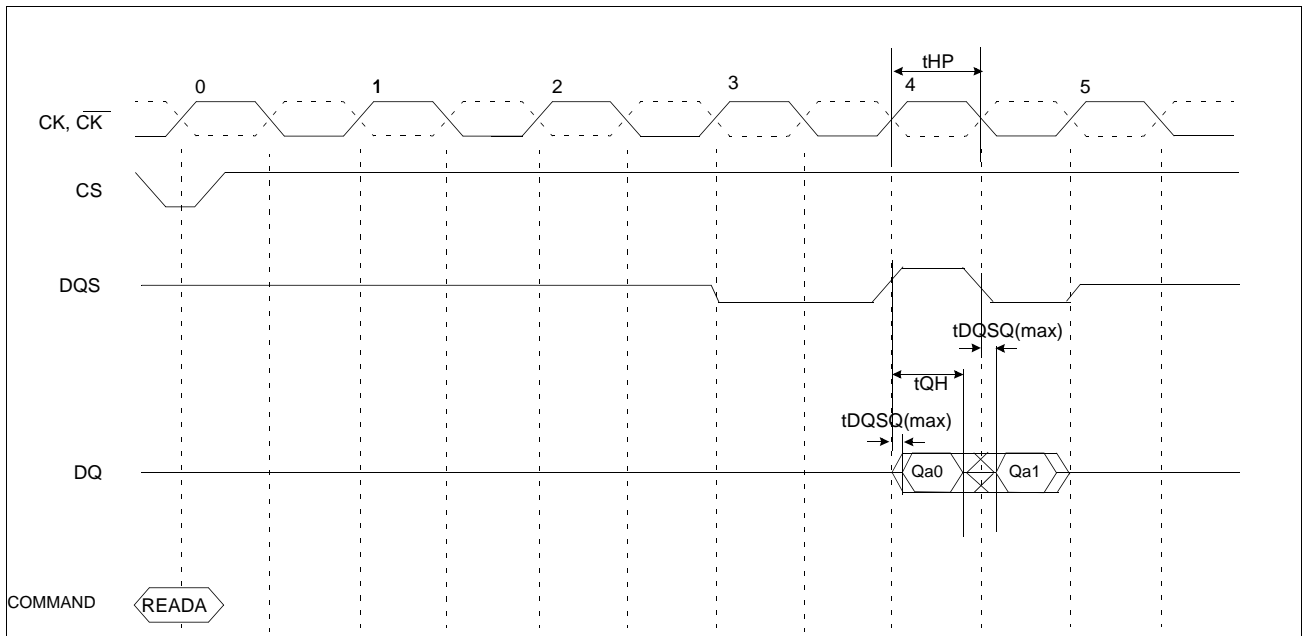 tHP
0 1 2 3 4 5
CK, C̅K̅
CS
DQS
tDQSQ(max)
tQH
tDQSQ(max)
DQ
Qa0
Qa1
COMMAND
READA